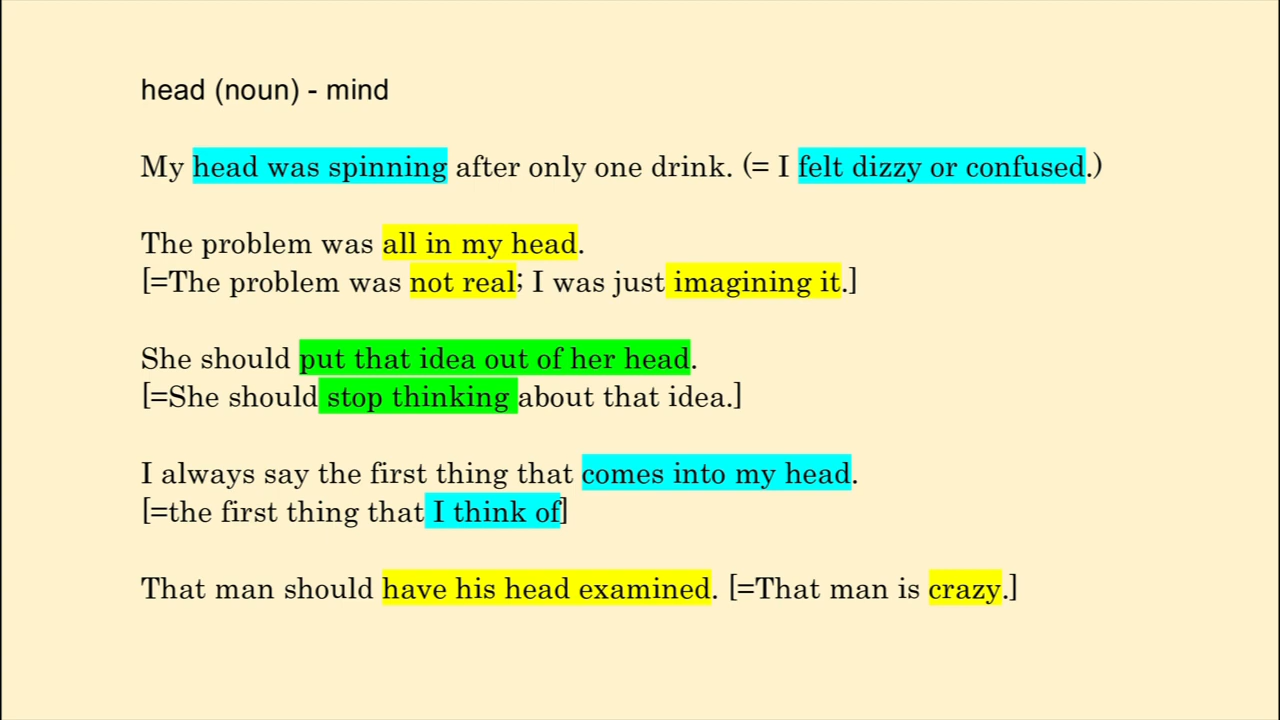 head (noun) - mind
My head was spinning after only one drink. (= I felt dizzy or confused.)
The problem was all in my head.
[=The problem was not real; I was just imagining it.]
She should put that idea out of her head.
[=She should stop thinking about that idea.]
I always say the first thing that comes into my head.
[=the first thing that I think of]
That man should have his head examined. [=That man is crazy.]